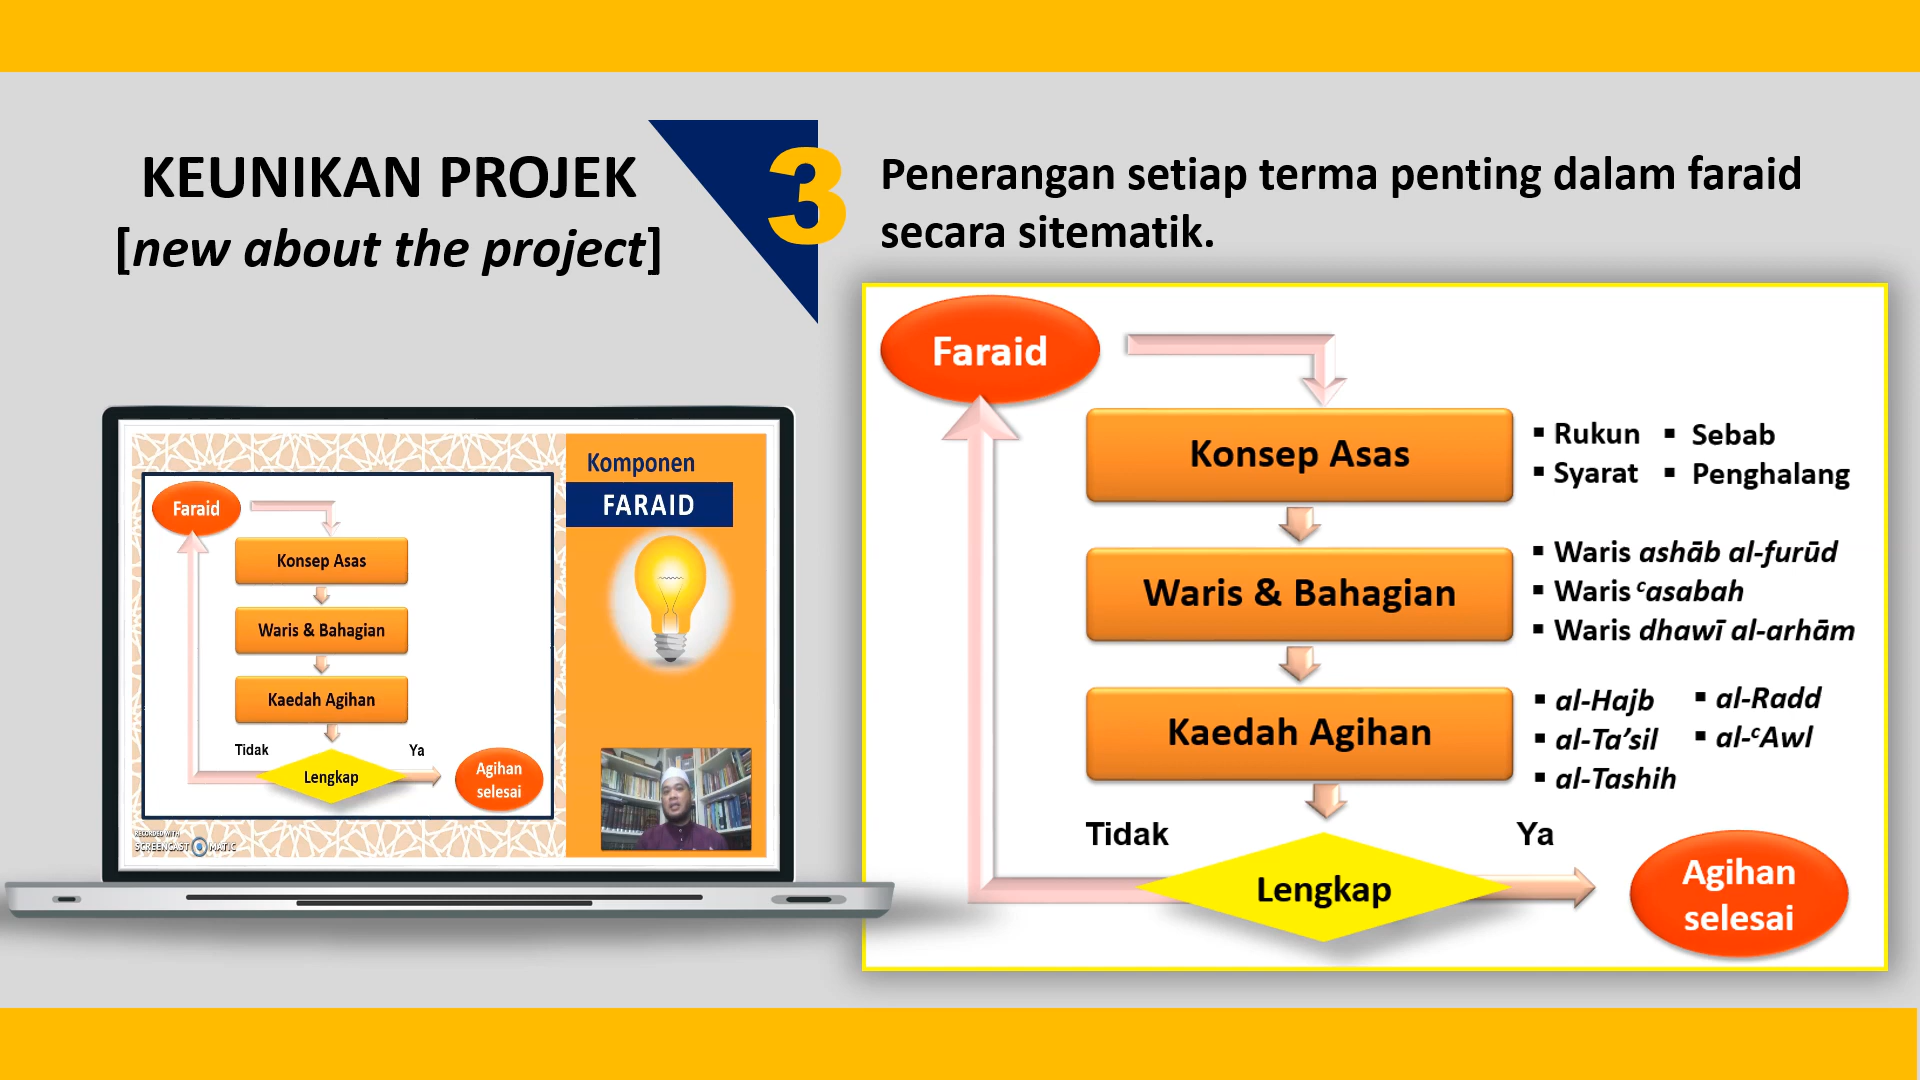 KEUNIKAN PROJEK
[new about the project]
3
Penerangan setiap terma penting dalam faraid
secara sitematik.
Komponen
FARAID
Faraid
Konsep Asas
Waris & Bahagian
Kaedah Agihan
Tidak
Ya
Lengkap
Agihan
selesai
RECORDED WITH
SCREENCAST MATIC
Faraid
Konsep Asas
▪ Rukun ▪ Sebab
▪ Syarat ▪ Penghalang
Waris & Bahagian
▪ Waris ashāb al-furūd
▪ Waris ᶜasabah
▪ Waris dhawī al-arhām
Kaedah Agihan
▪ al-Hajb ▪ al-Radd
▪ al-Ta’sil ▪ al-ᶜAwl
▪ al-Tashih
Tidak
Ya
Lengkap
Agihan
selesai